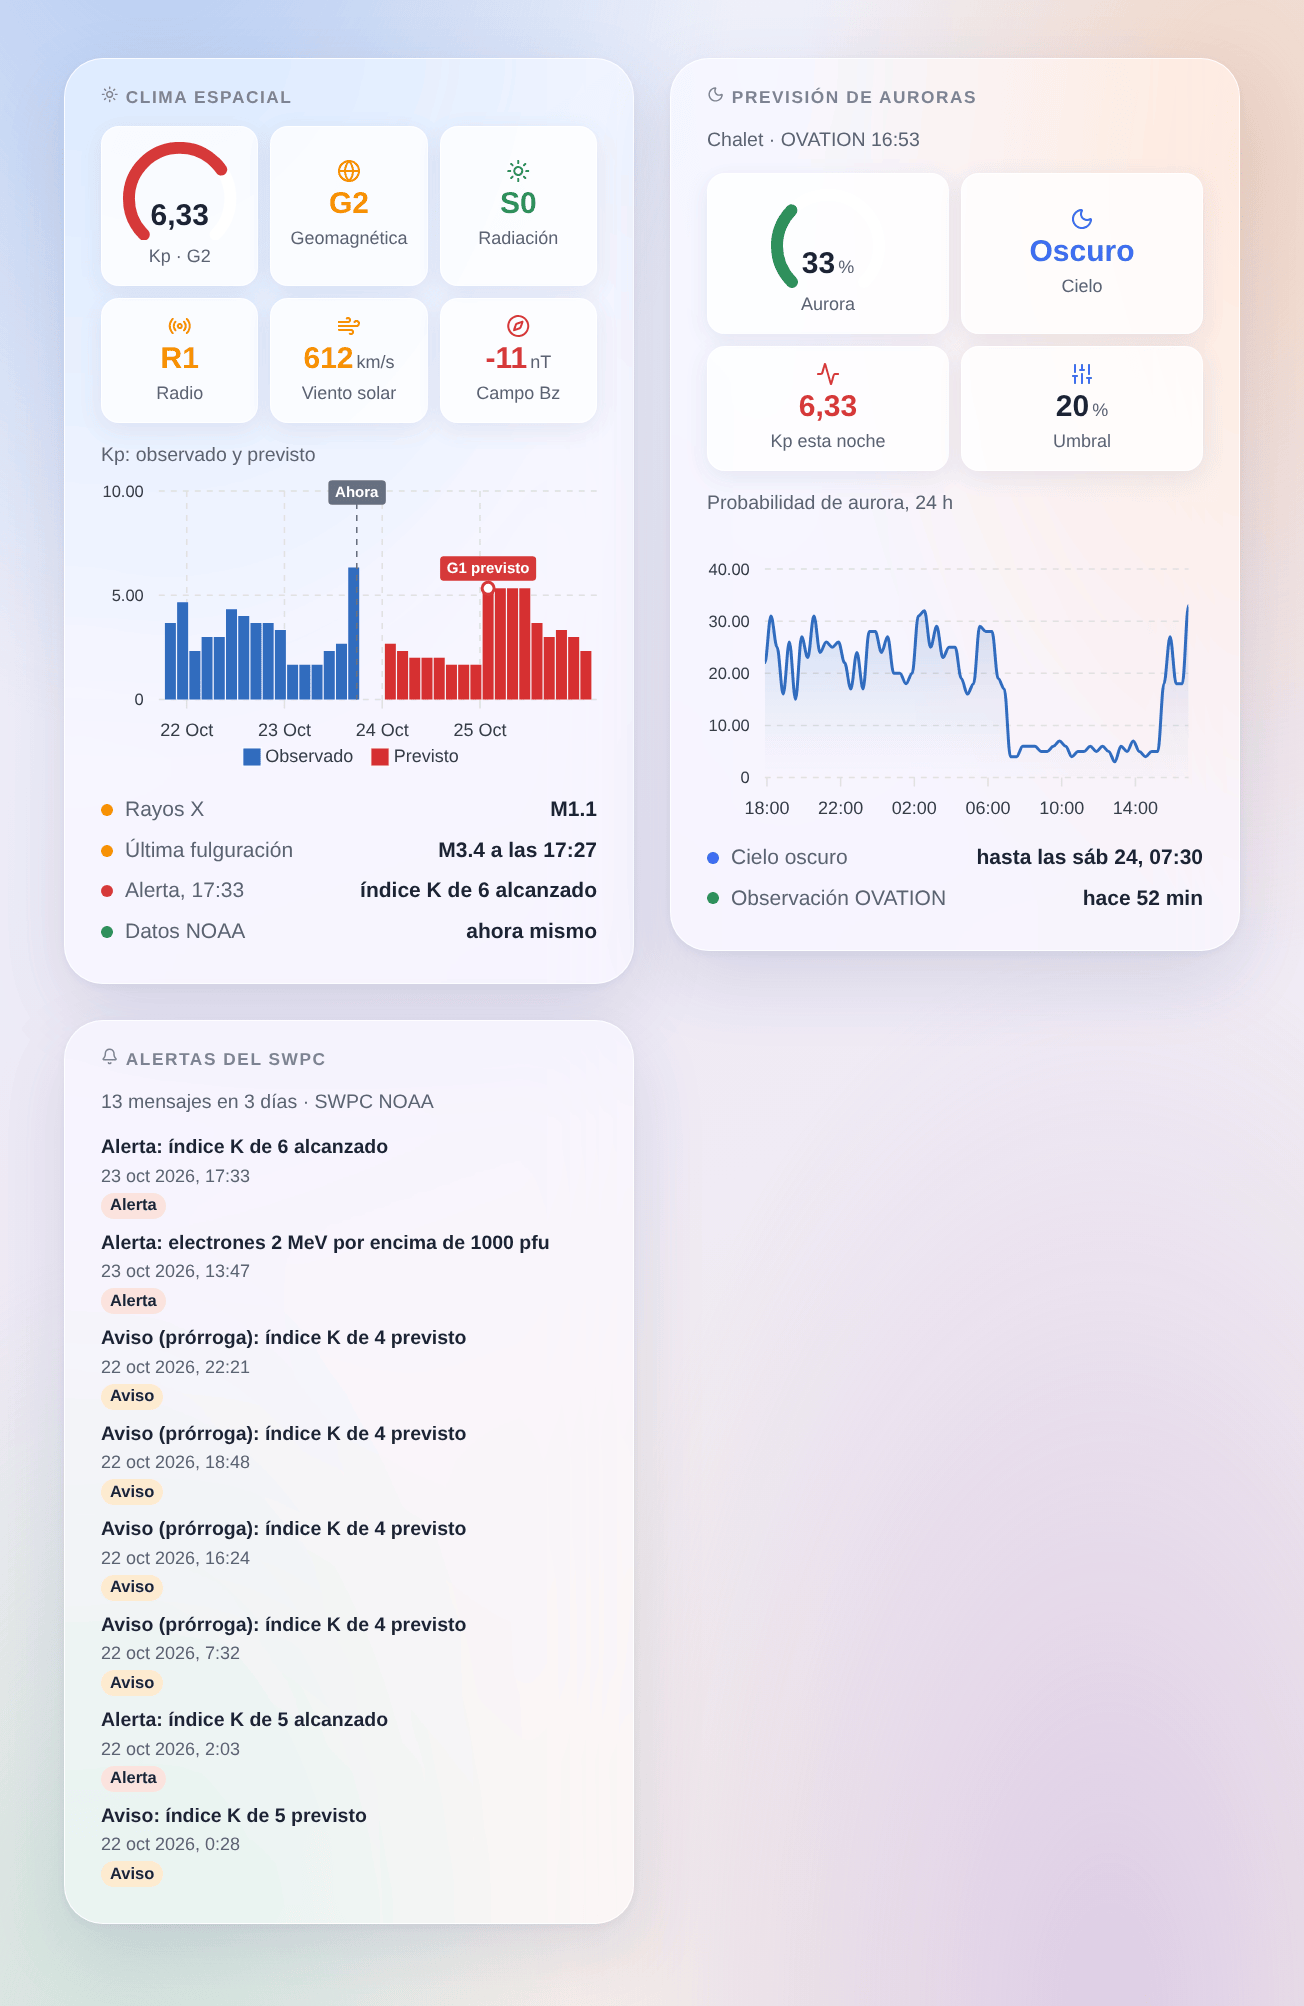 CLIMA ESPACIAL
6,33
Kp · G2
G2
Geomagnética
S0
Radiación
R1
Radio
612 km/s
Viento solar
-11 nT
Campo Bz
Kp: observado y previsto
10.00
Ahora
G1 previsto
5.00
0
22 Oct 23 Oct 24 Oct 25 Oct
Observado Previsto
Rayos X M1.1
Última fulguración M3.4 a las 17:27
Alerta, 17:33 índice K de 6 alcanzado
Datos NOAA ahora mismo
PREVISIÓN DE AURORAS
Chalet · OVATION 16:53
33 %
Aurora
Oscuro
Cielo
6,33
Kp esta noche
20 %
Umbral
Probabilidad de aurora, 24 h
40.00
30.00
20.00
10.00
0
18:00 22:00 02:00 06:00 10:00 14:00
Cielo oscuro hasta las sáb 24, 07:30
Observación OVATION hace 52 min
ALERTAS DEL SWPC
13 mensajes en 3 días · SWPC NOAA
Alerta: índice K de 6 alcanzado
23 oct 2026, 17:33
Alerta
Alerta: electrones 2 MeV por encima de 1000 pfu
23 oct 2026, 13:47
Alerta
Aviso (prórroga): índice K de 4 previsto
22 oct 2026, 22:21
Aviso
Aviso (prórroga): índice K de 4 previsto
22 oct 2026, 18:48
Aviso
Aviso (prórroga): índice K de 4 previsto
22 oct 2026, 16:24
Aviso
Aviso (prórroga): índice K de 4 previsto
22 oct 2026, 7:32
Aviso
Alerta: índice K de 5 alcanzado
22 oct 2026, 2:03
Alerta
Aviso: índice K de 5 previsto
22 oct 2026, 0:28
Aviso